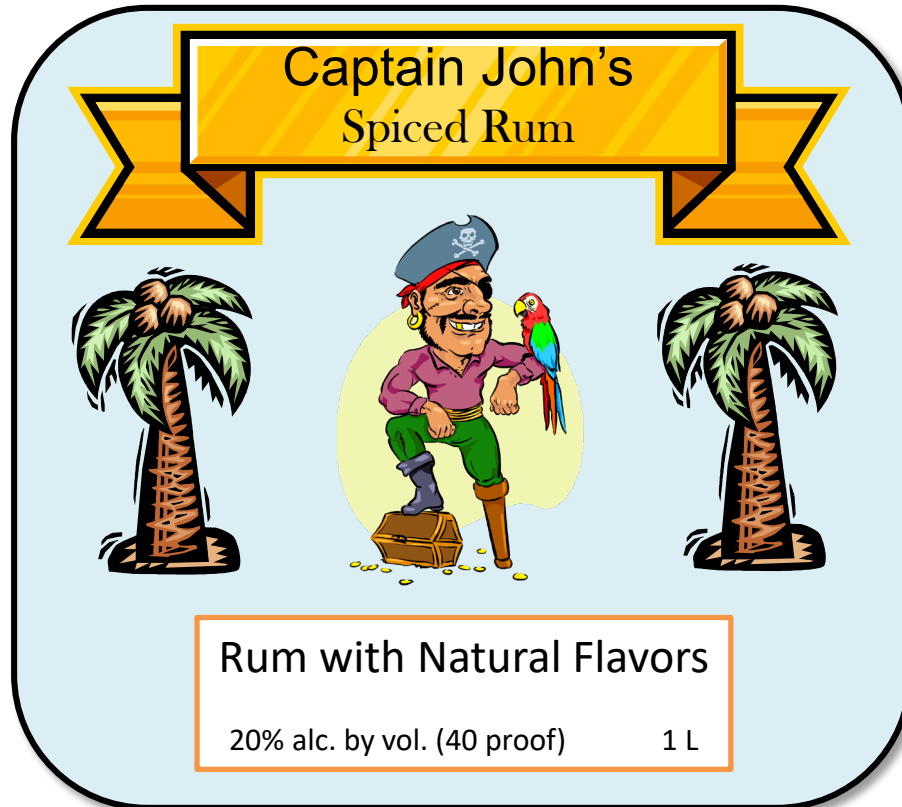 Captain John’s
Spiced Rum
Rum with Natural Flavors
20% alc. by vol. (40 proof) 1 L